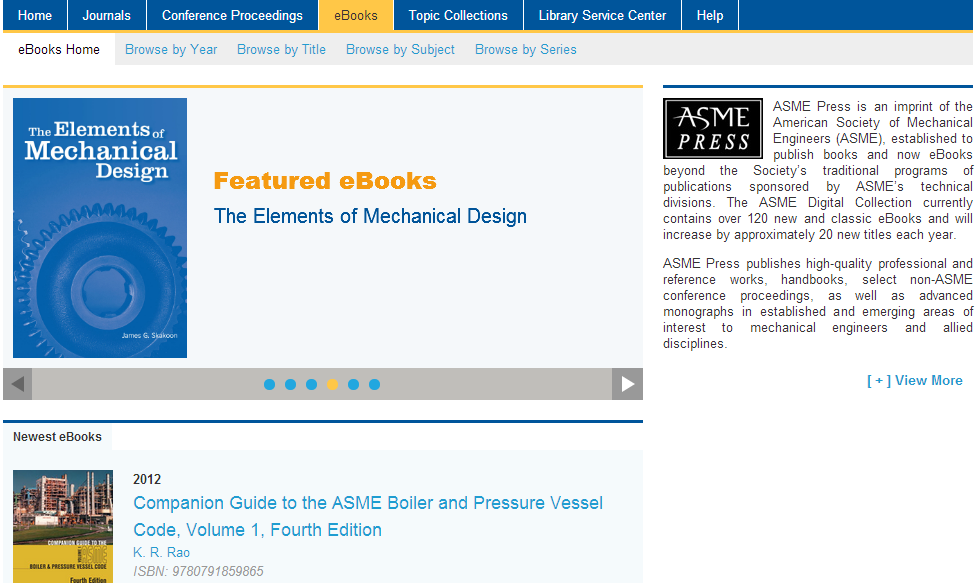 Home Journals Conference Proceedings eBooks Topic Collections Library Service Center Help
eBooks Home Browse by Year Browse by Title Browse by Subject Browse by Series
The Elements of
Mechanical
Design
James G. Skakoon
Featured eBooks
The Elements of Mechanical Design
ASME
PRESS
ASME Press is an imprint of the
American Society of Mechanical
Engineers (ASME), established to
publish books and now eBooks
beyond the Society's traditional programs of
publications sponsored by ASME's technical
divisions. The ASME Digital Collection currently
contains over 120 new and classic eBooks and will
increase by approximately 20 new titles each year.
ASME Press publishes high-quality professional and
reference works, handbooks, select non-ASME
conference proceedings, as well as advanced
monographs in established and emerging areas of
interest to mechanical engineers and allied
disciplines.
[ + ] View More
Newest eBooks
COMPANION GUIDE TO THE
ASME
BOILER & PRESSURE VESSEL CODE
Fourth Edition
2012
Companion Guide to the ASME Boiler and Pressure Vessel
Code, Volume 1, Fourth Edition
K. R. Rao
ISBN: 9780791859865